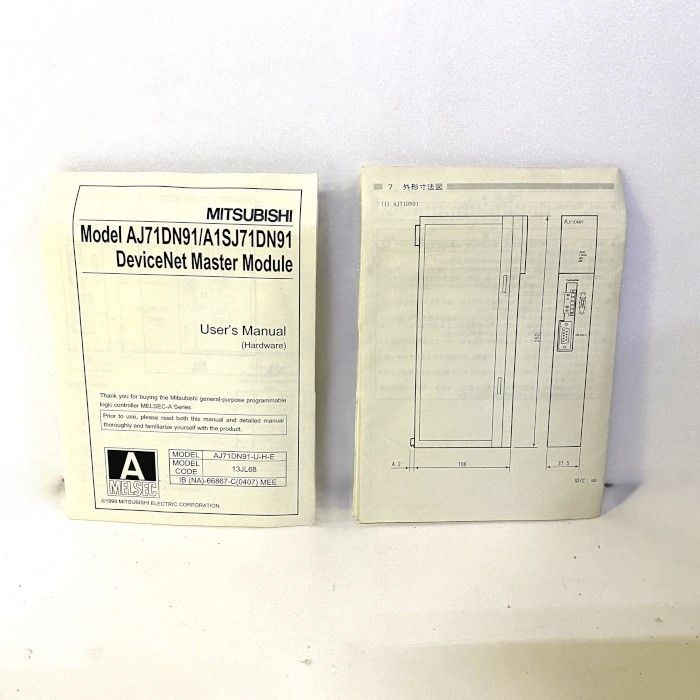 MITSUBISHI
Model AJ71DN91/A1SJ71DN91
DeviceNet Master Module
User's Manual
(Hardware)
Thank you for buying the Mitsubishi general-purpose programmable
logic controller MELSEC-A Series
Prior to use, please read both this manual and detailed manual
thoroughly and familiarize yourself with the product.
A
MELSEC
MODEL AJ71DN91-U-H-E
MODEL CODE 13JL68
IB (NA)-66867-C(0407) MEE
©1998 MITSUBISHI ELECTRIC CORPORATION
7. 外形寸法図
(1) AJ71DN91
250
4.2
106
37.5